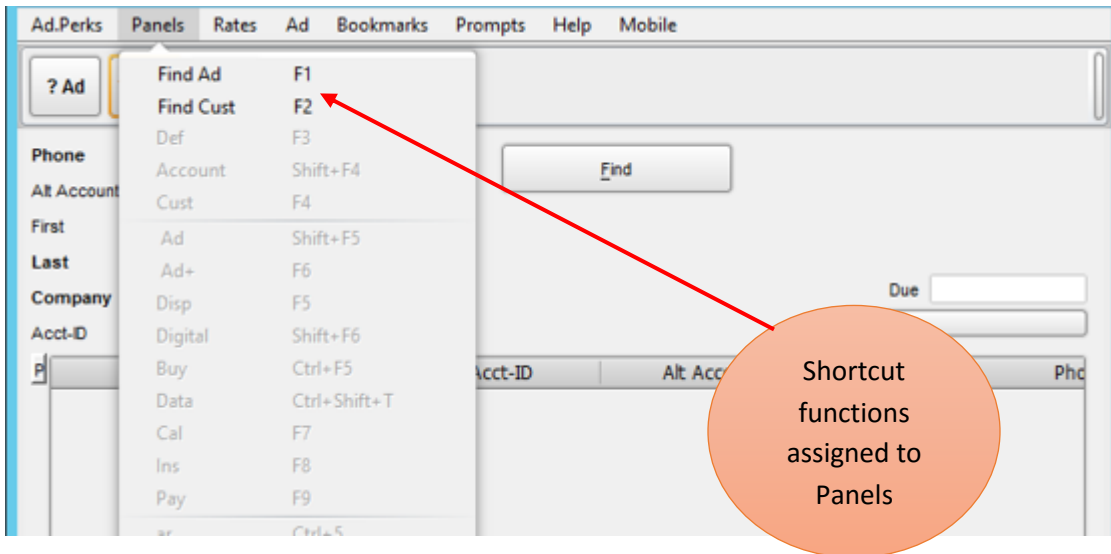 Ad.Perks Panels Rates Ad Bookmarks Prompts Help Mobile
? Ad
Find Ad F1
Find Cust F2
Def F3
Account Shift+F4
Cust F4
Ad Shift+F5
Ad+ F6
Disp F5
Digital Shift+F6
Buy Ctrl+F5
Data Ctrl+Shift+T
Cal F7
Ins F8
Pay F9
ar Ctrl+5
Phone
Alt Account
First
Last
Company
Acct-ID
Find
Due
P Acct-ID Alt Acc Pho
Shortcut
functions
assigned to
Panels